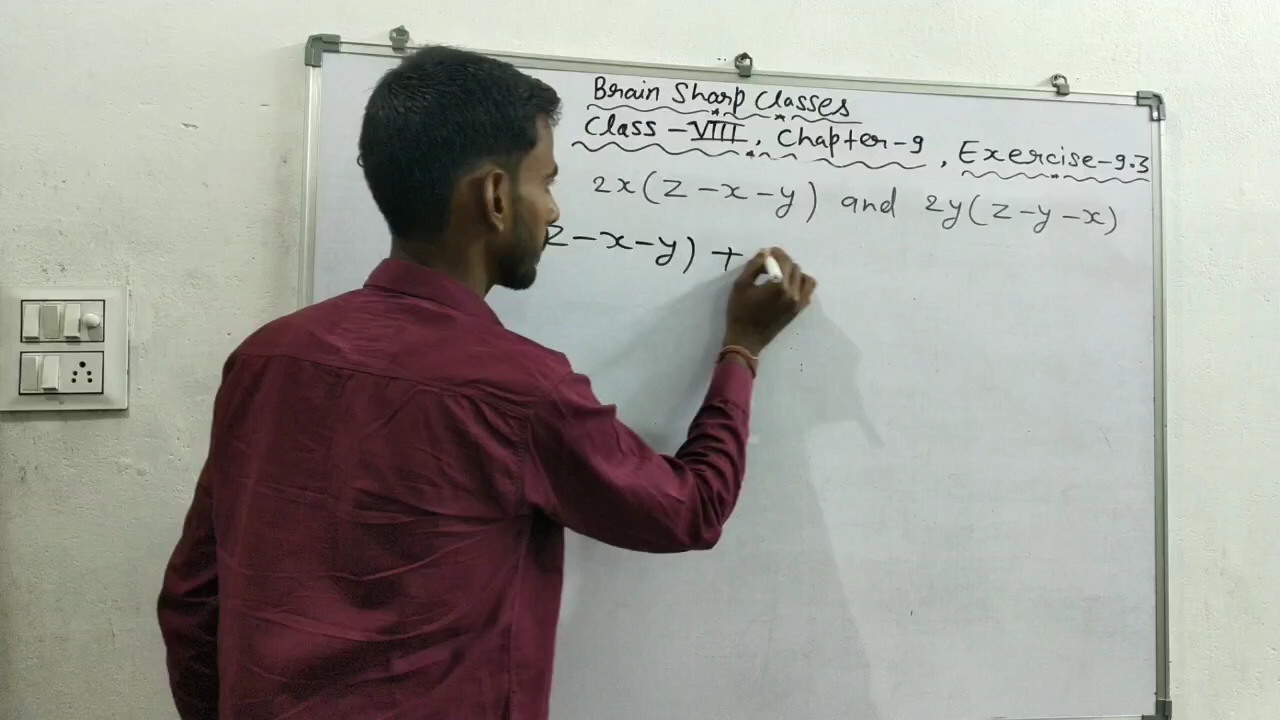 Brain Sharp Classes
Class - VIII, Chapter-9, Exercise-9.3
2x(z-x-y) and 2y(z-y-x)
z-x-y) +